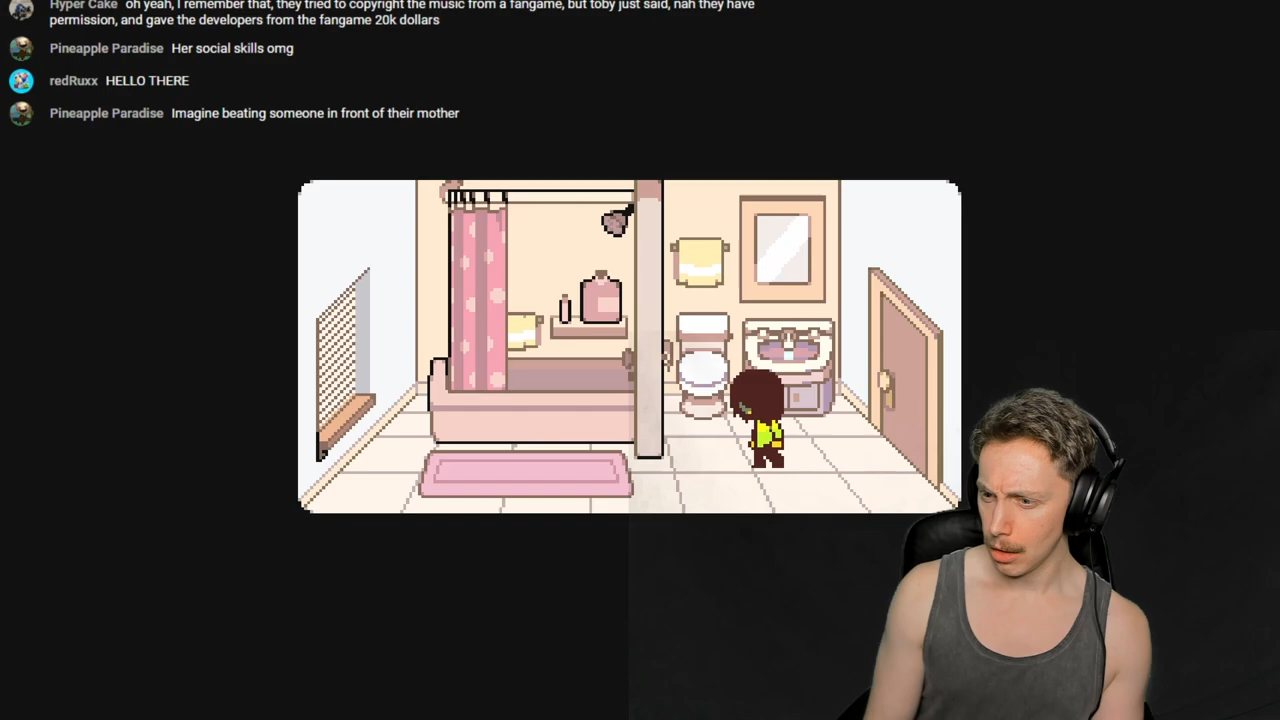 Hyper Cake oh yeah, I remember that, they tried to copyright the music from a fangame, but toby just said, nah they have
permission, and gave the developers from the fangame 20k dollars
Pineapple Paradise Her social skills omg
redRuxx HELLO THERE
Pineapple Paradise Imagine beating someone in front of their mother